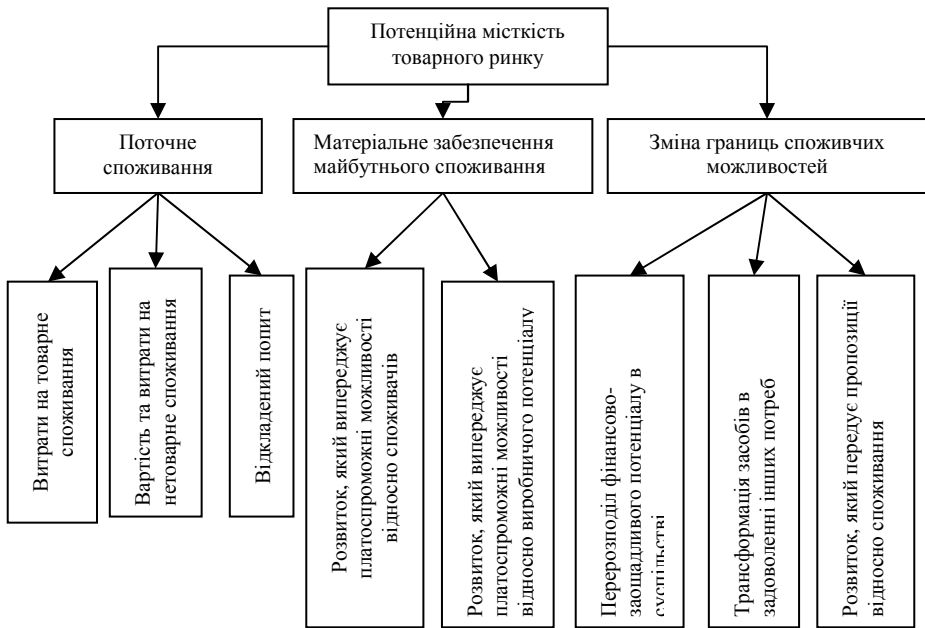 Потенційна місткість
товарного ринку
Поточне
споживання
Матеріальне забезпечення
майбутнього споживання
Зміна границь споживчих
можливостей
Витрати на товарне
споживання
Вартість та витрати на
нетоварне споживання
Відкладений попит
Розвиток, який випереджує
платоспроможні можливості
відносно споживачів
Розвиток, який випереджує
платоспроможні можливості
відносно виробничого потенціалу
Перерозподіл фінансово-
заощадливого потенціалу в
суспільстві
Трансформація засобів в
задоволенні інших потреб
Розвиток, який передує пропозиції
відносно споживання